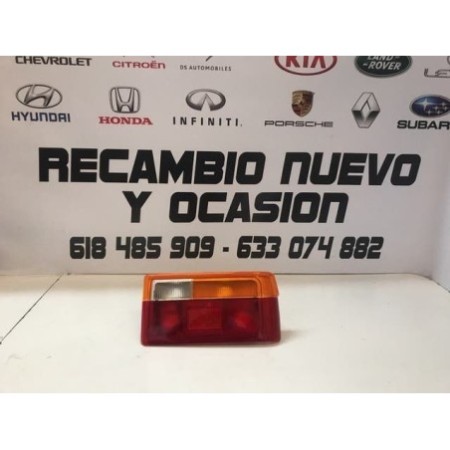 CHEVROLET CITROËN DS AUTOMOBILES KIA LAND ROVER
HYUNDAI HONDA INFINITI PORSCHE SUBAR
RECAMBIO NUEVO
Y OCASION
618 485 909 - 633 074 882